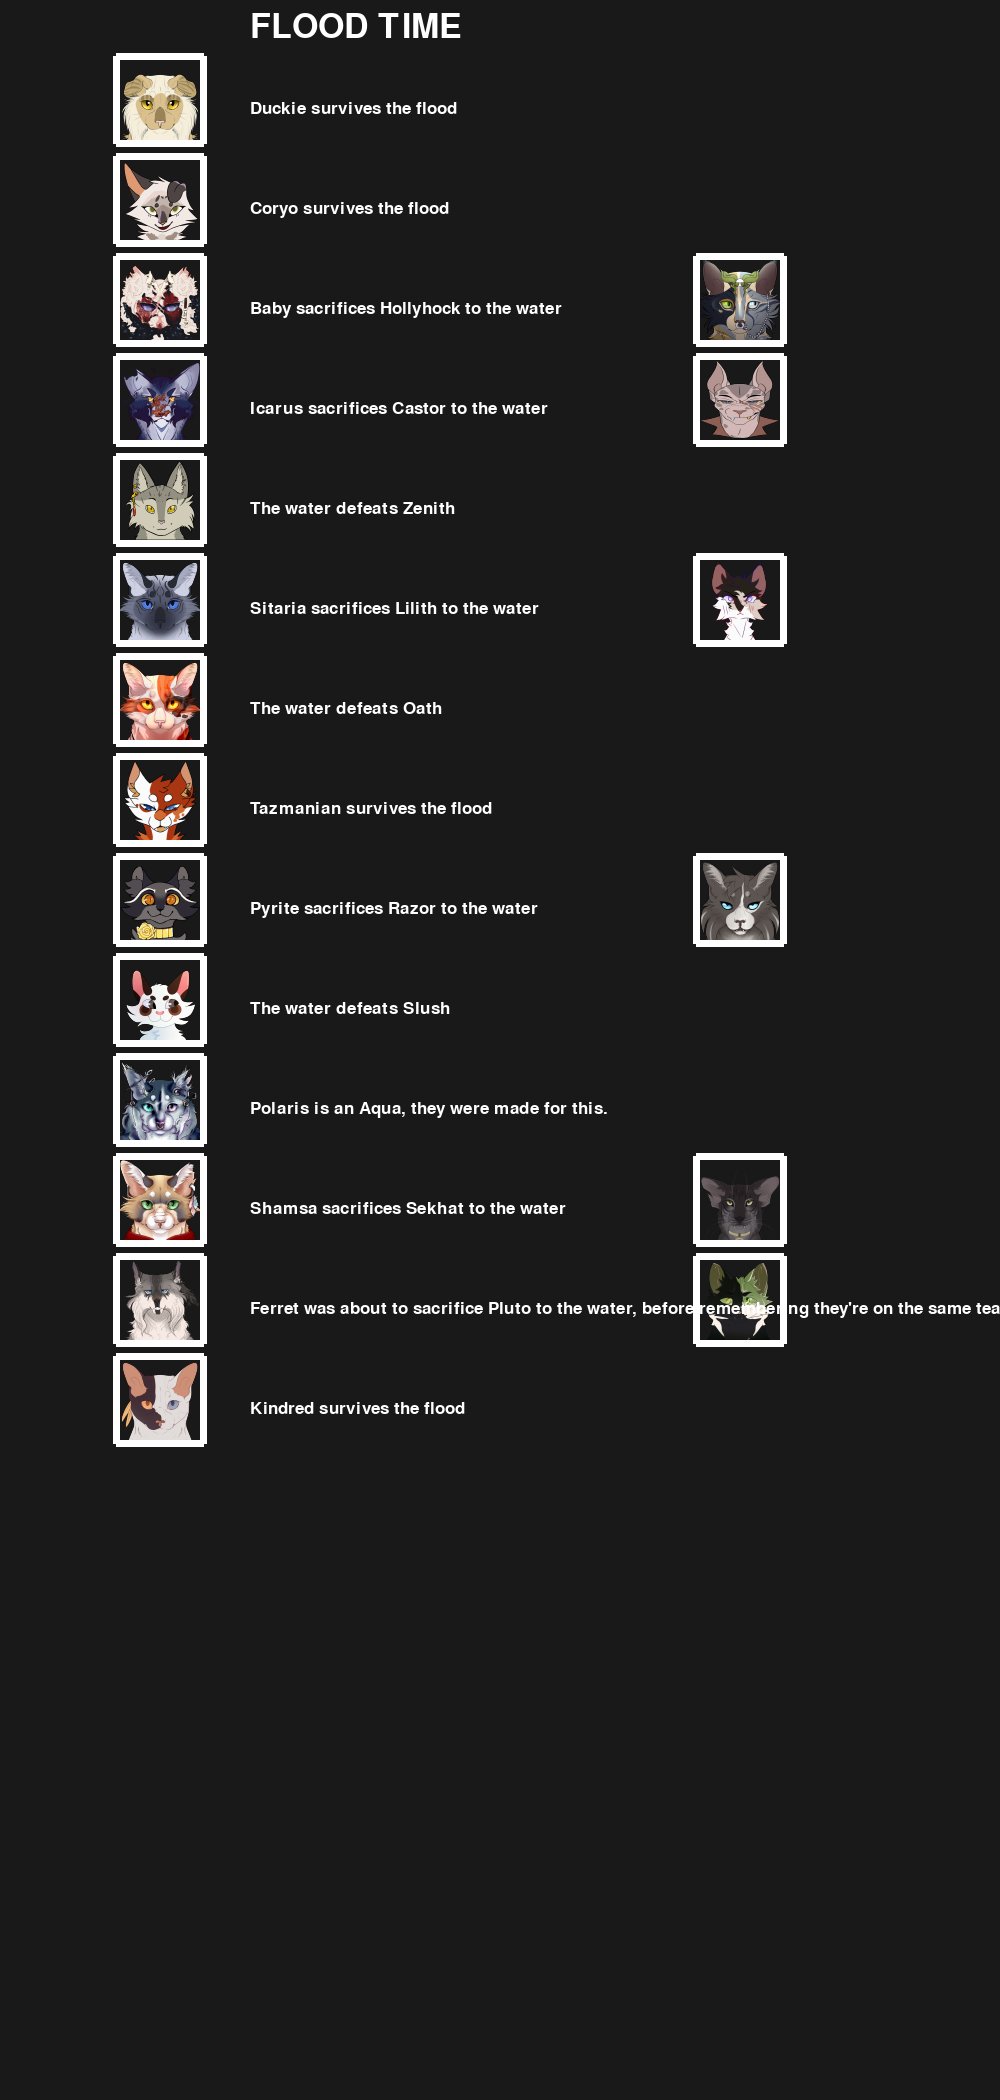 FLOOD TIME
Duckie survives the flood
Coryo survives the flood
Baby sacrifices Hollyhock to the water
Icarus sacrifices Castor to the water
The water defeats Zenith
Sitaria sacrifices Lilith to the water
The water defeats Oath
Tazmanian survives the flood
Pyrite sacrifices Razor to the water
The water defeats Slush
Polaris is an Aqua, they were made for this.
Shamsa sacrifices Sekhat to the water
Ferret was about to sacrifice Pluto to the water, before remembering they're on the same tea
Kindred survives the flood